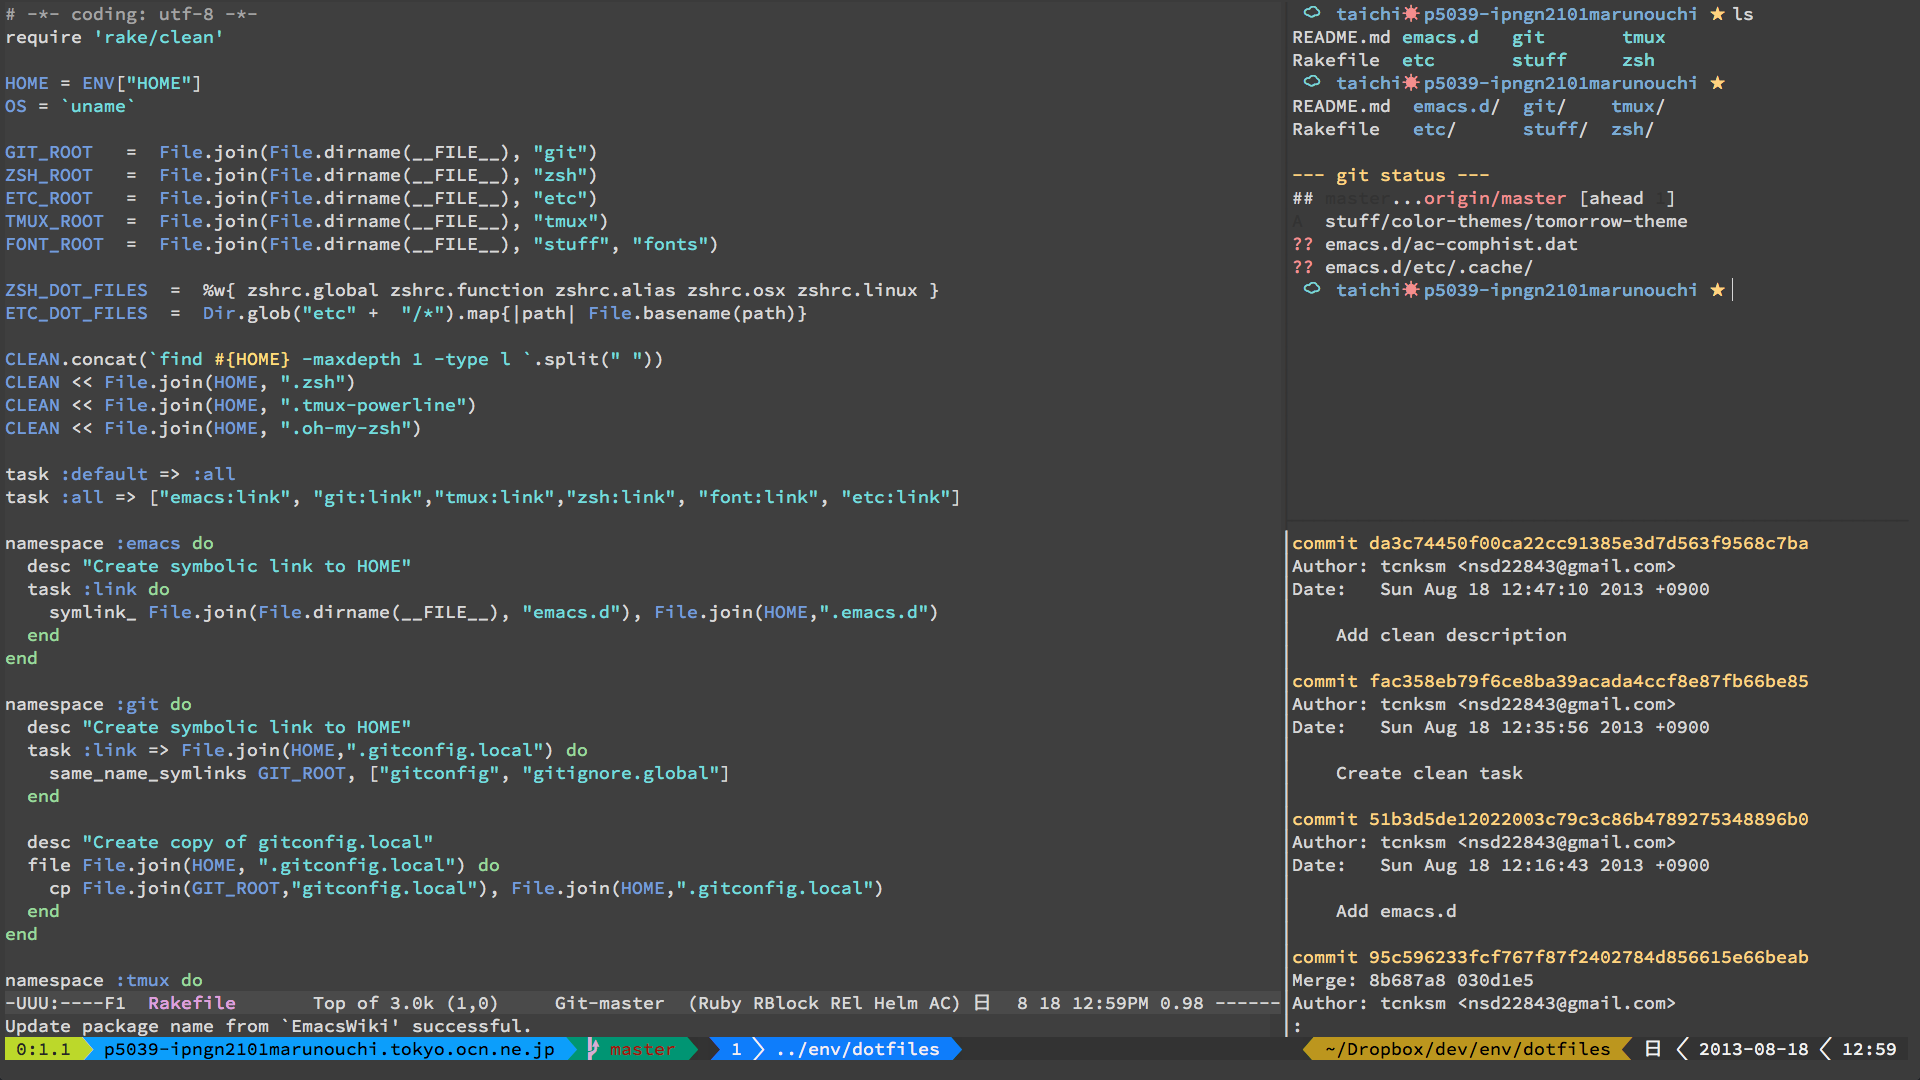 # -*- coding: utf-8 -*-
require 'rake/clean'
HOME = ENV["HOME"]
OS = `uname`
GIT_ROOT   =  File.join(File.dirname(__FILE__), "git")
ZSH_ROOT   =  File.join(File.dirname(__FILE__), "zsh")
ETC_ROOT   =  File.join(File.dirname(__FILE__), "etc")
TMUX_ROOT  =  File.join(File.dirname(__FILE__), "tmux")
FONT_ROOT  =  File.join(File.dirname(__FILE__), "stuff", "fonts")
ZSH_DOT_FILES  =  %w{ zshrc.global zshrc.function zshrc.alias zshrc.osx zshrc.linux }
ETC_DOT_FILES  =  Dir.glob("etc" +  "/*").map{|path| File.basename(path)}
CLEAN.concat(`find #{HOME} -maxdepth 1 -type l `.split(" "))
CLEAN << File.join(HOME, ".zsh")
CLEAN << File.join(HOME, ".tmux-powerline")
CLEAN << File.join(HOME, ".oh-my-zsh")
task :default => :all
task :all => ["emacs:link", "git:link","tmux:link","zsh:link", "font:link", "etc:link"]
namespace :emacs do
  desc "Create symbolic link to HOME"
  task :link do
    symlink_ File.join(File.dirname(__FILE__), "emacs.d"), File.join(HOME,".emacs.d")
  end
end
namespace :git do
  desc "Create symbolic link to HOME"
  task :link => File.join(HOME,".gitconfig.local") do
    same_name_symlinks GIT_ROOT, ["gitconfig", "gitignore.global"]
  end
  desc "Create copy of gitconfig.local"
  file File.join(HOME, ".gitconfig.local") do
    cp File.join(GIT_ROOT,"gitconfig.local"), File.join(HOME,".gitconfig.local")
  end
end
namespace :tmux do
-UUU:----F1  Rakefile       Top of 3.0k (1,0)     Git-master  (Ruby RBlock REl Helm AC) 日  8 18 12:59PM 0.98 ------
Update package name from `EmacsWiki' successful.
taichi p5039-ipngn2101marunouchi ★ ls
README.md emacs.d   git       tmux
Rakefile  etc       stuff     zsh
taichi p5039-ipngn2101marunouchi ★
README.md  emacs.d/  git/    tmux/
Rakefile   etc/      stuff/  zsh/
--- git status ---
## master...origin/master [ahead 1]
A  stuff/color-themes/tomorrow-theme
?? emacs.d/ac-comphist.dat
?? emacs.d/etc/.cache/
taichi p5039-ipngn2101marunouchi ★
commit da3c74450f00ca22cc91385e3d7d563f9568c7ba
Author: tcnksm <nsd22843@gmail.com>
Date:   Sun Aug 18 12:47:10 2013 +0900
    Add clean description
commit fac358eb79f6ce8ba39acada4ccf8e87fb66be85
Author: tcnksm <nsd22843@gmail.com>
Date:   Sun Aug 18 12:35:56 2013 +0900
    Create clean task
commit 51b3d5de12022003c79c3c86b4789275348896b0
Author: tcnksm <nsd22843@gmail.com>
Date:   Sun Aug 18 12:16:43 2013 +0900
    Add emacs.d
commit 95c596233fcf767f87f2402784d856615e66beab
Merge: 8b687a8 030d1e5
Author: tcnksm <nsd22843@gmail.com>
:
0:1.1 p5039-ipngn2101marunouchi.tokyo.ocn.ne.jp master 1 ../env/dotfiles ~/Dropbox/dev/env/dotfiles 日 2013-08-18 12:59